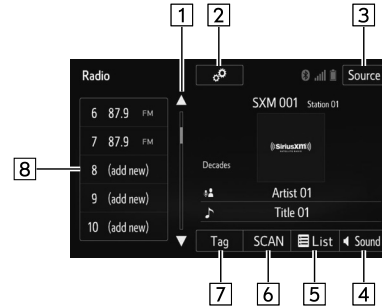 1 2 3
Radio Source
SXM 001 Station 01
6 87.9 FM
7 87.9 FM
8 (add new)
9 (add new)
10 (add new)
((SiriusXM))
Decades
Artist 01
Title 01
Tag SCAN List Sound
8
7 6 5 4